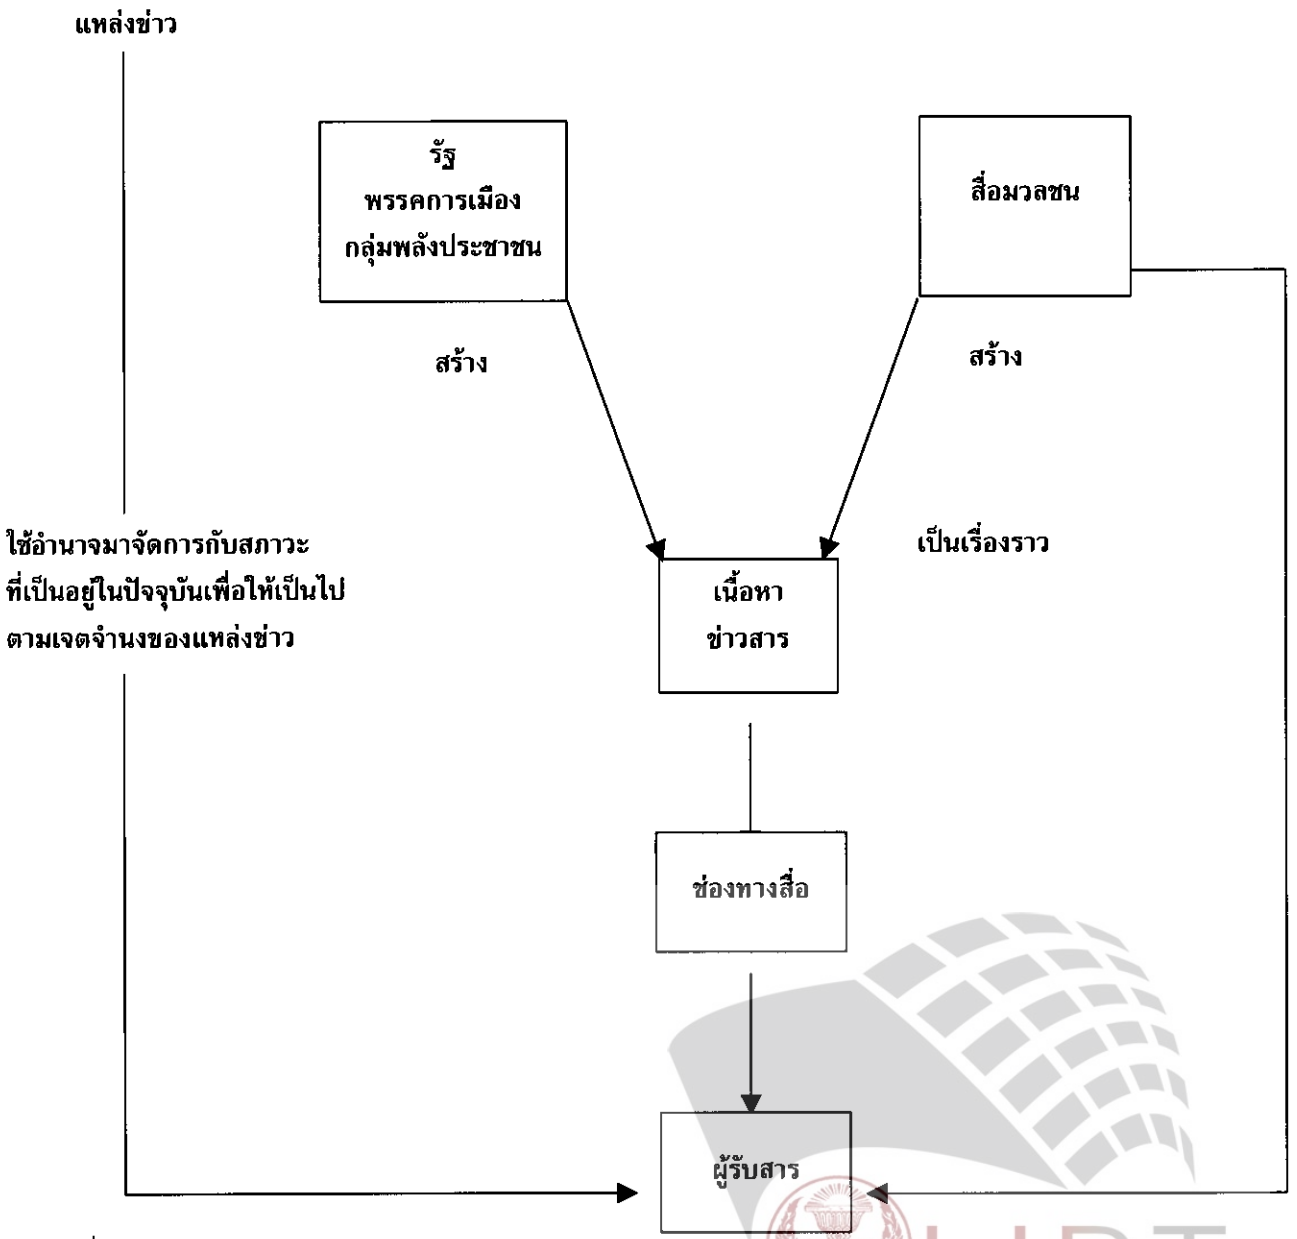 แหล่งข่าว
รัฐ
พรรคการเมือง
กลุ่มพลังประชาชน
สื่อมวลชน
สร้าง
สร้าง
ใช้อำนาจมาจัดการกับสภาวะ
ที่เป็นอยู่ในปัจจุบันเพื่อให้เป็นไป
ตามเจตจำนงของแหล่งข่าว
เป็นเรื่องราว
เนื้อหา
ข่าวสาร
ช่องทางสื่อ
ผู้รับสาร